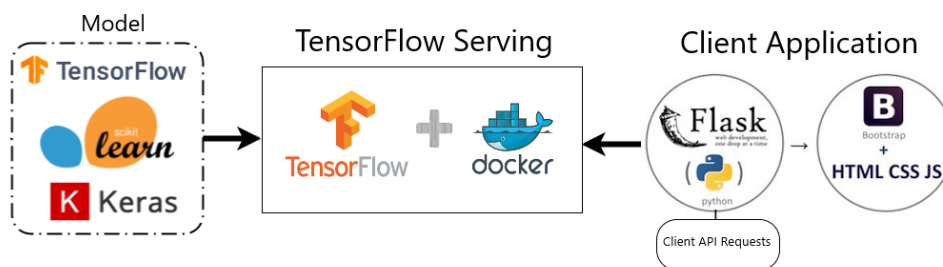 Model
TensorFlow
scikit
learn
K Keras
TensorFlow Serving
TensorFlow
docker
Client Application
Flask
web development,
one drop at a time
( )
python
Client API Requests
→
B
Bootstrap
+
HTML CSS JS